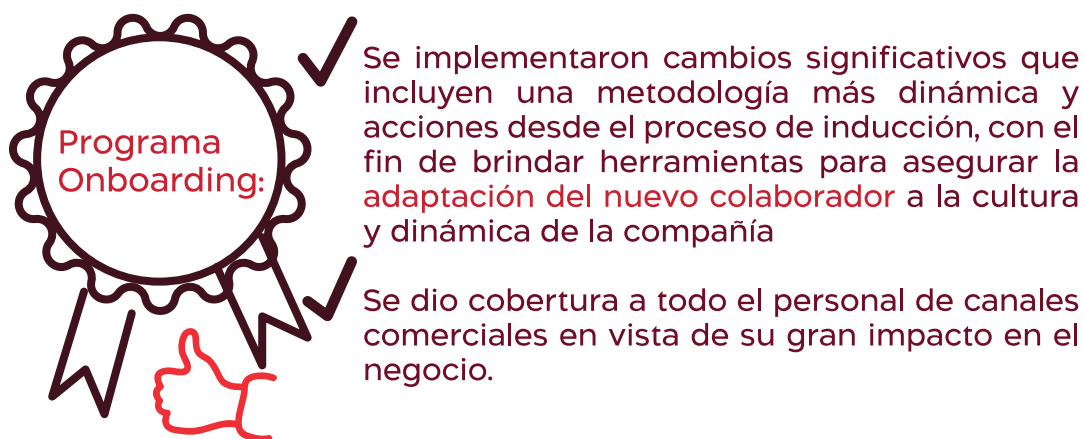 Programa
Onboarding:
Se implementaron cambios significativos que
incluyen una metodología más dinámica y
acciones desde el proceso de inducción, con el
fin de brindar herramientas para asegurar la
adaptación del nuevo colaborador a la cultura
y dinámica de la compañía
Se dio cobertura a todo el personal de canales
comerciales en vista de su gran impacto en el
negocio.